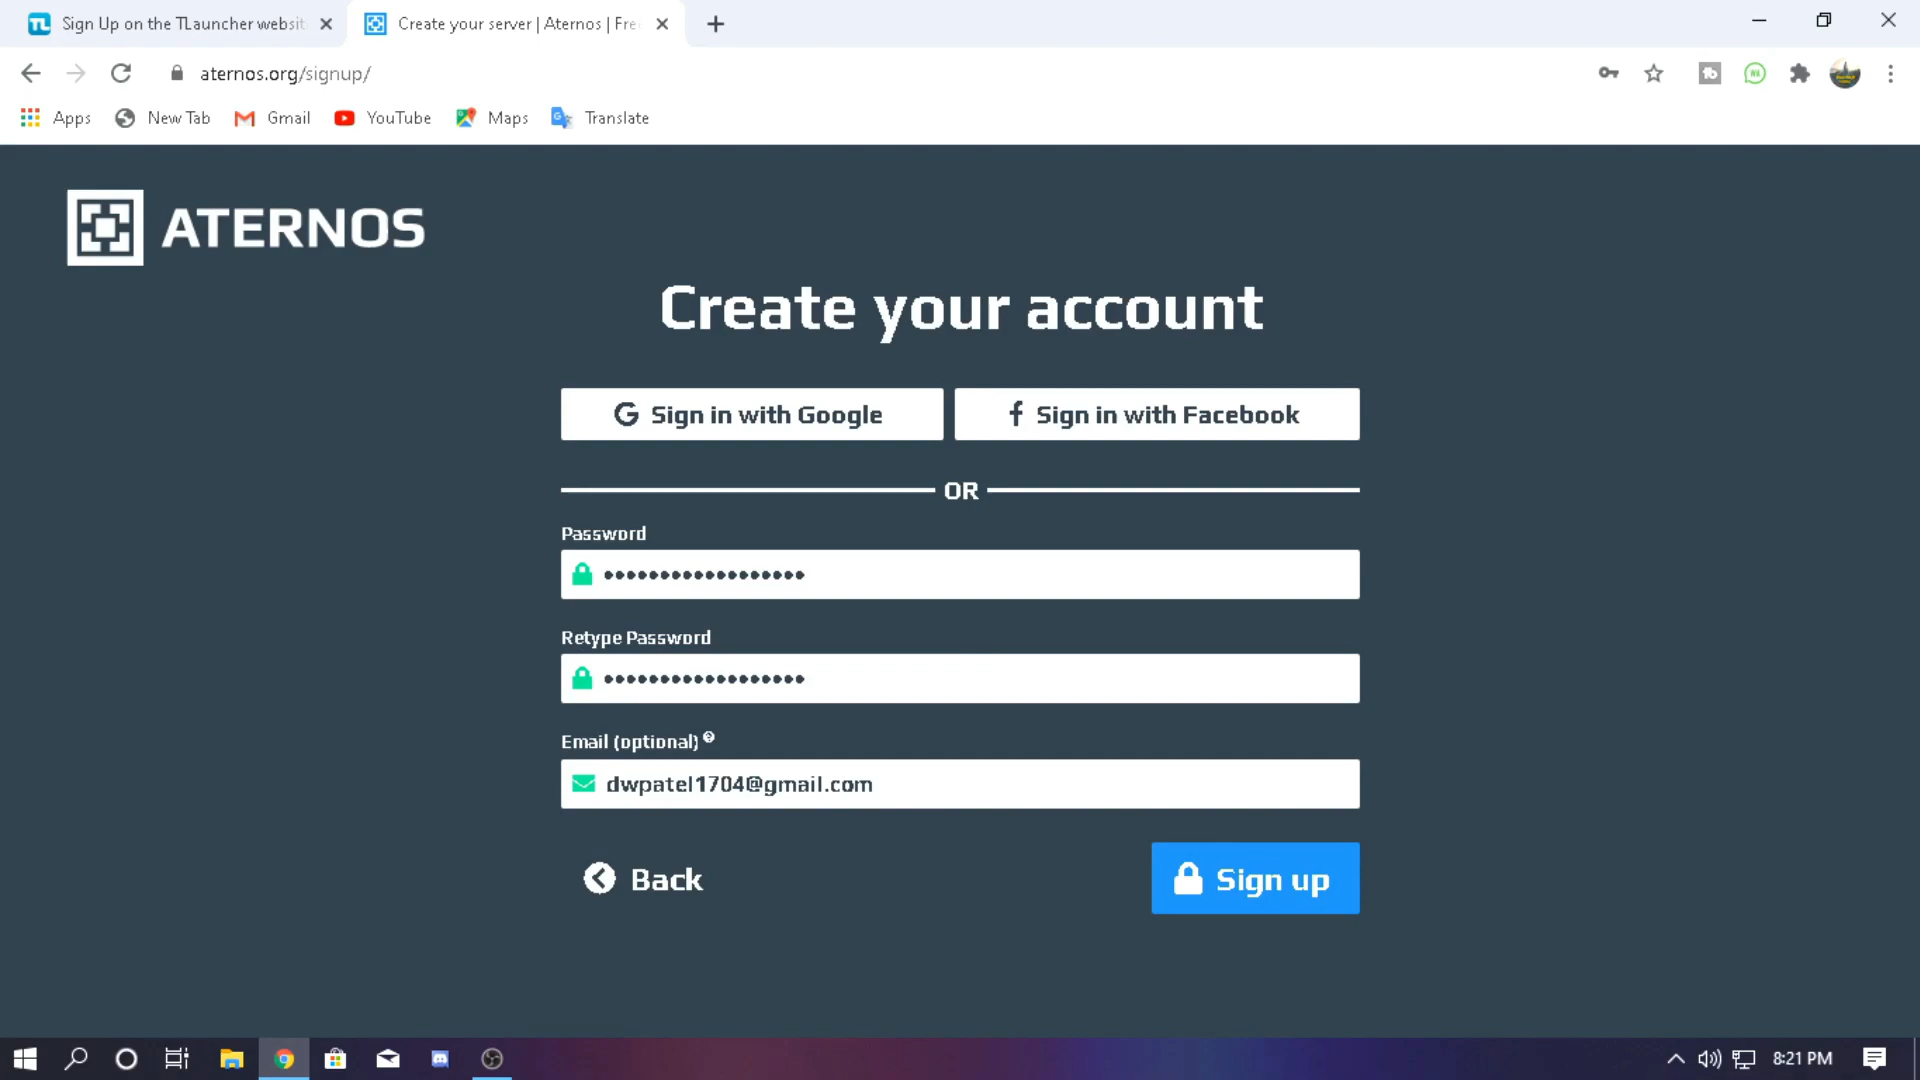 TL Sign Up on the TLauncher websit
Create your server | Aternos | Fre
aternos.org/signup/
Apps
New Tab
Gmail
YouTube
Maps
Translate
ATERNOS
Create your account
G Sign in with Google
f Sign in with Facebook
OR
Password
••••••••••••••••••
Retype Password
••••••••••••••••••
Email (optional) ?
dwpatel1704@gmail.com
Back
Sign up
8:21 PM